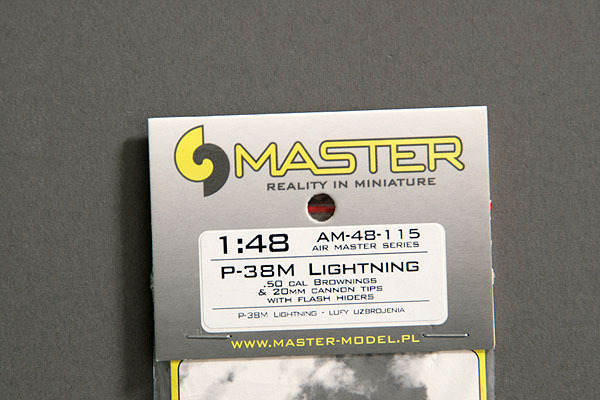 MASTER
REALITY IN MINIATURE
1:48 AM-48-115
AIR MASTER SERIES
P-38M LIGHTNING
.50 CAL BROWNINGS
& 20MM CANNON TIPS
WITH FLASH HIDERS
P-38M LIGHTNING - LUFY UZBROJENIA
WWW.MASTER-MODEL.PL